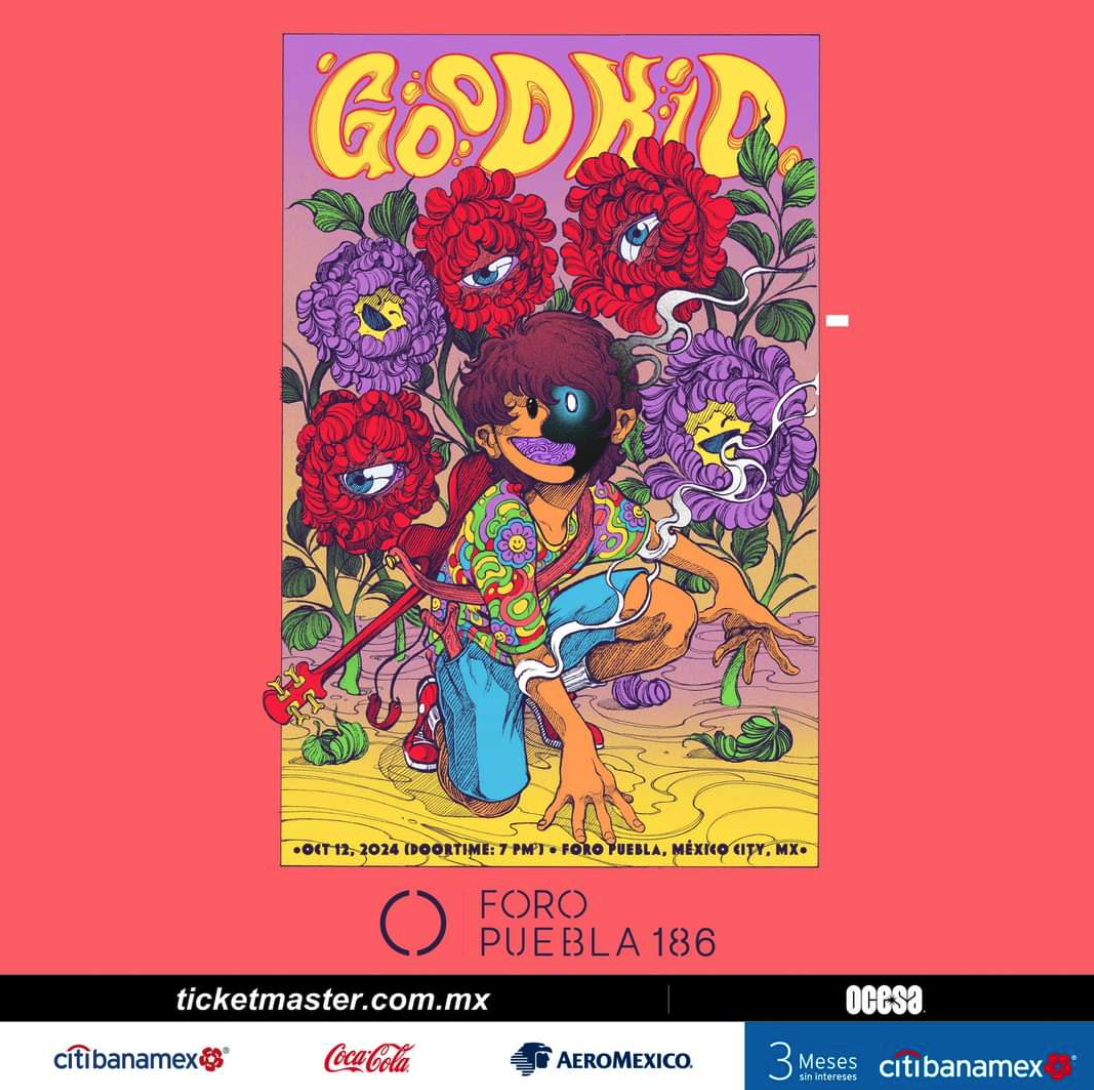 GOOD KID
•OCT 12, 2024 (DOORTIME: 7 PM ) • FORO PUEBLA, MÉXICO CITY, MX•
FORO
PUEBLA 186
ticketmaster.com.mx
OCESA
citibanamex
Coca-Cola
AEROMEXICO.
3 Meses
sin intereses
citibanamex